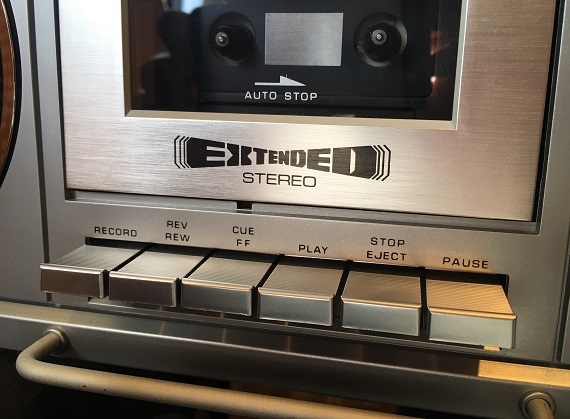 AUTO STOP
EXTENDED
STEREO
RECORD
REV
REW
CUE
FF
PLAY
STOP
EJECT
PAUSE